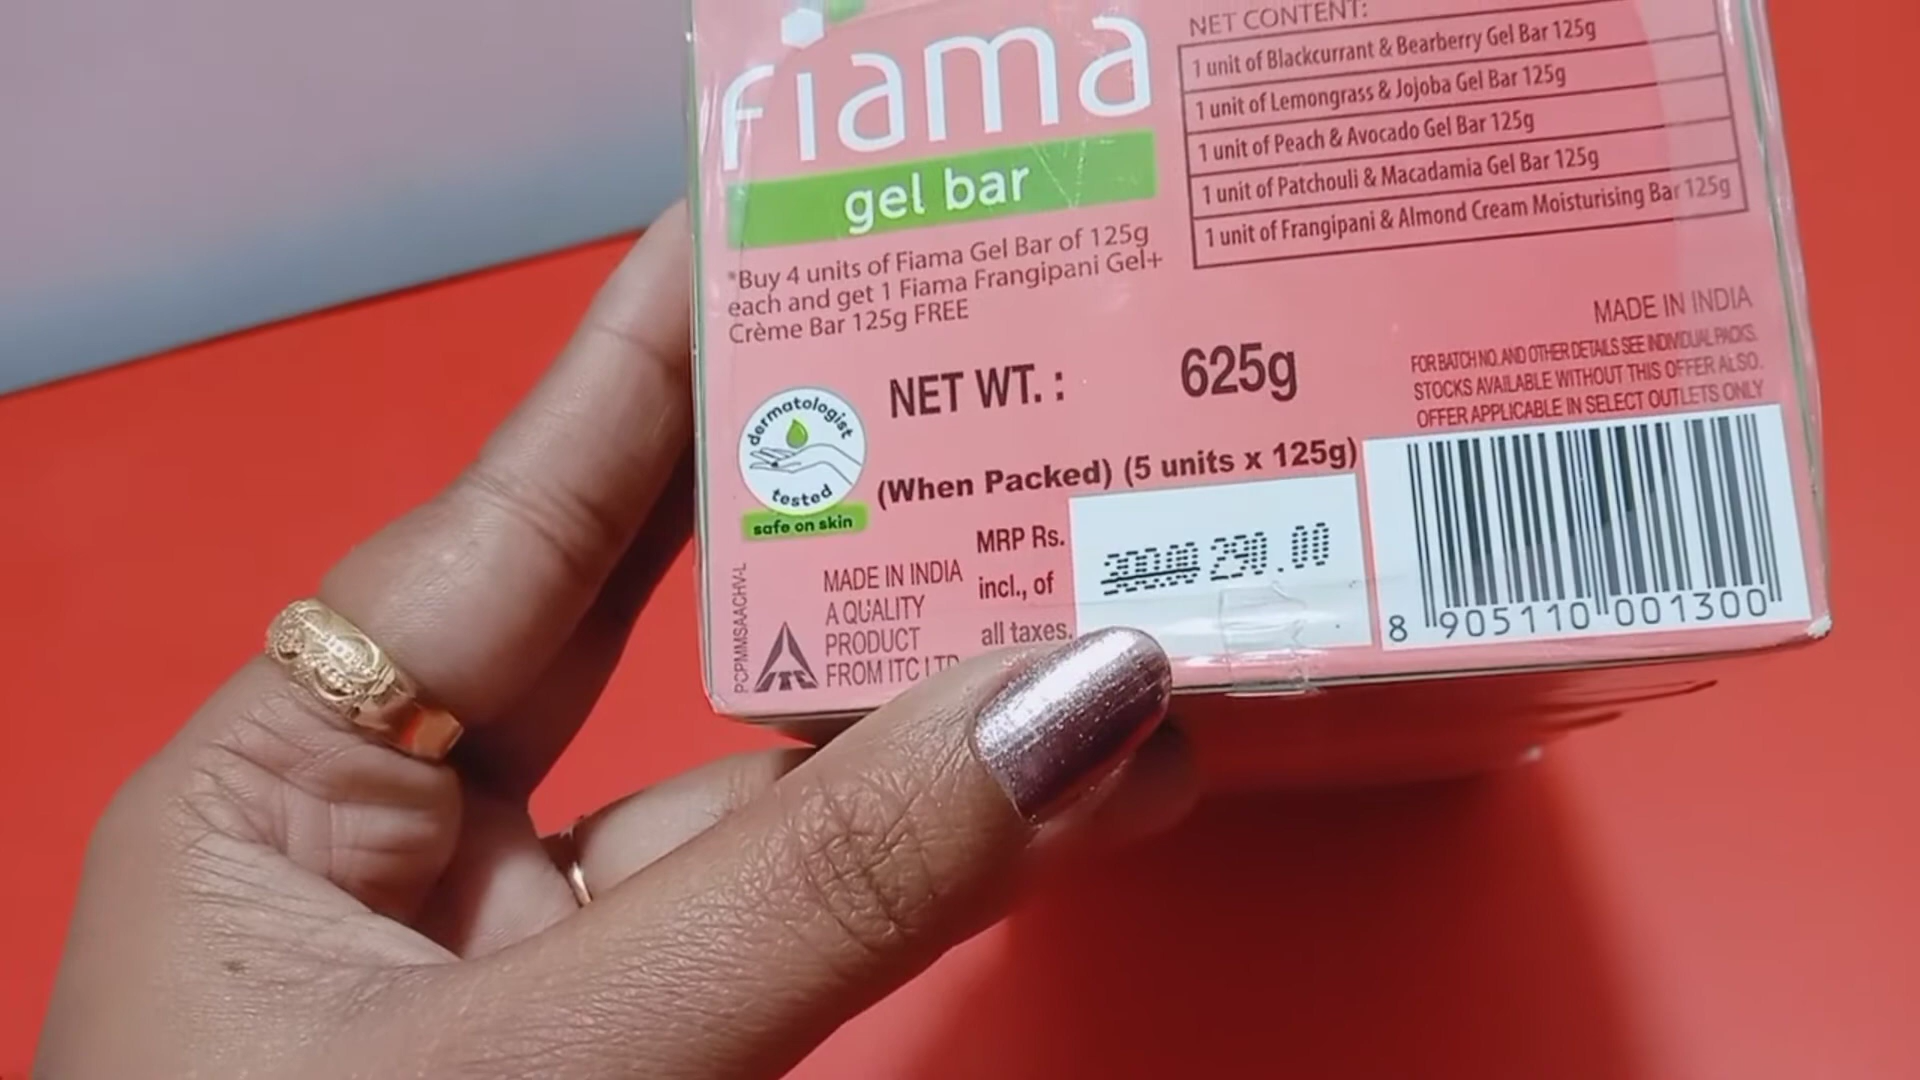 fiama
gel bar
*Buy 4 units of Fiama Gel Bar of 125g
each and get 1 Fiama Frangipani Gel+
Crème Bar 125g FREE
NET CONTENT:
1 unit of Blackcurrant & Bearberry Gel Bar 125g
1 unit of Lemongrass & Jojoba Gel Bar 125g
1 unit of Peach & Avocado Gel Bar 125g
1 unit of Patchouli & Macadamia Gel Bar 125g
1 unit of Frangipani & Almond Cream Moisturising Bar 125g
MADE IN INDIA
FOR BATCH NO. AND OTHER DETAILS SEE INDIVIDUAL PACKS.
STOCKS AVAILABLE WITHOUT THIS OFFER ALSO.
OFFER APPLICABLE IN SELECT OUTLETS ONLY
NET WT. : 625g
(When Packed) (5 units x 125g)
dermatologist
tested
safe on skin
MRP Rs.
incl., of
all taxes.
300.00 290.00
PCPMMSAACHV-L
ITC
MADE IN INDIA
A QUALITY
PRODUCT
FROM ITC LTD
8 905110 001300